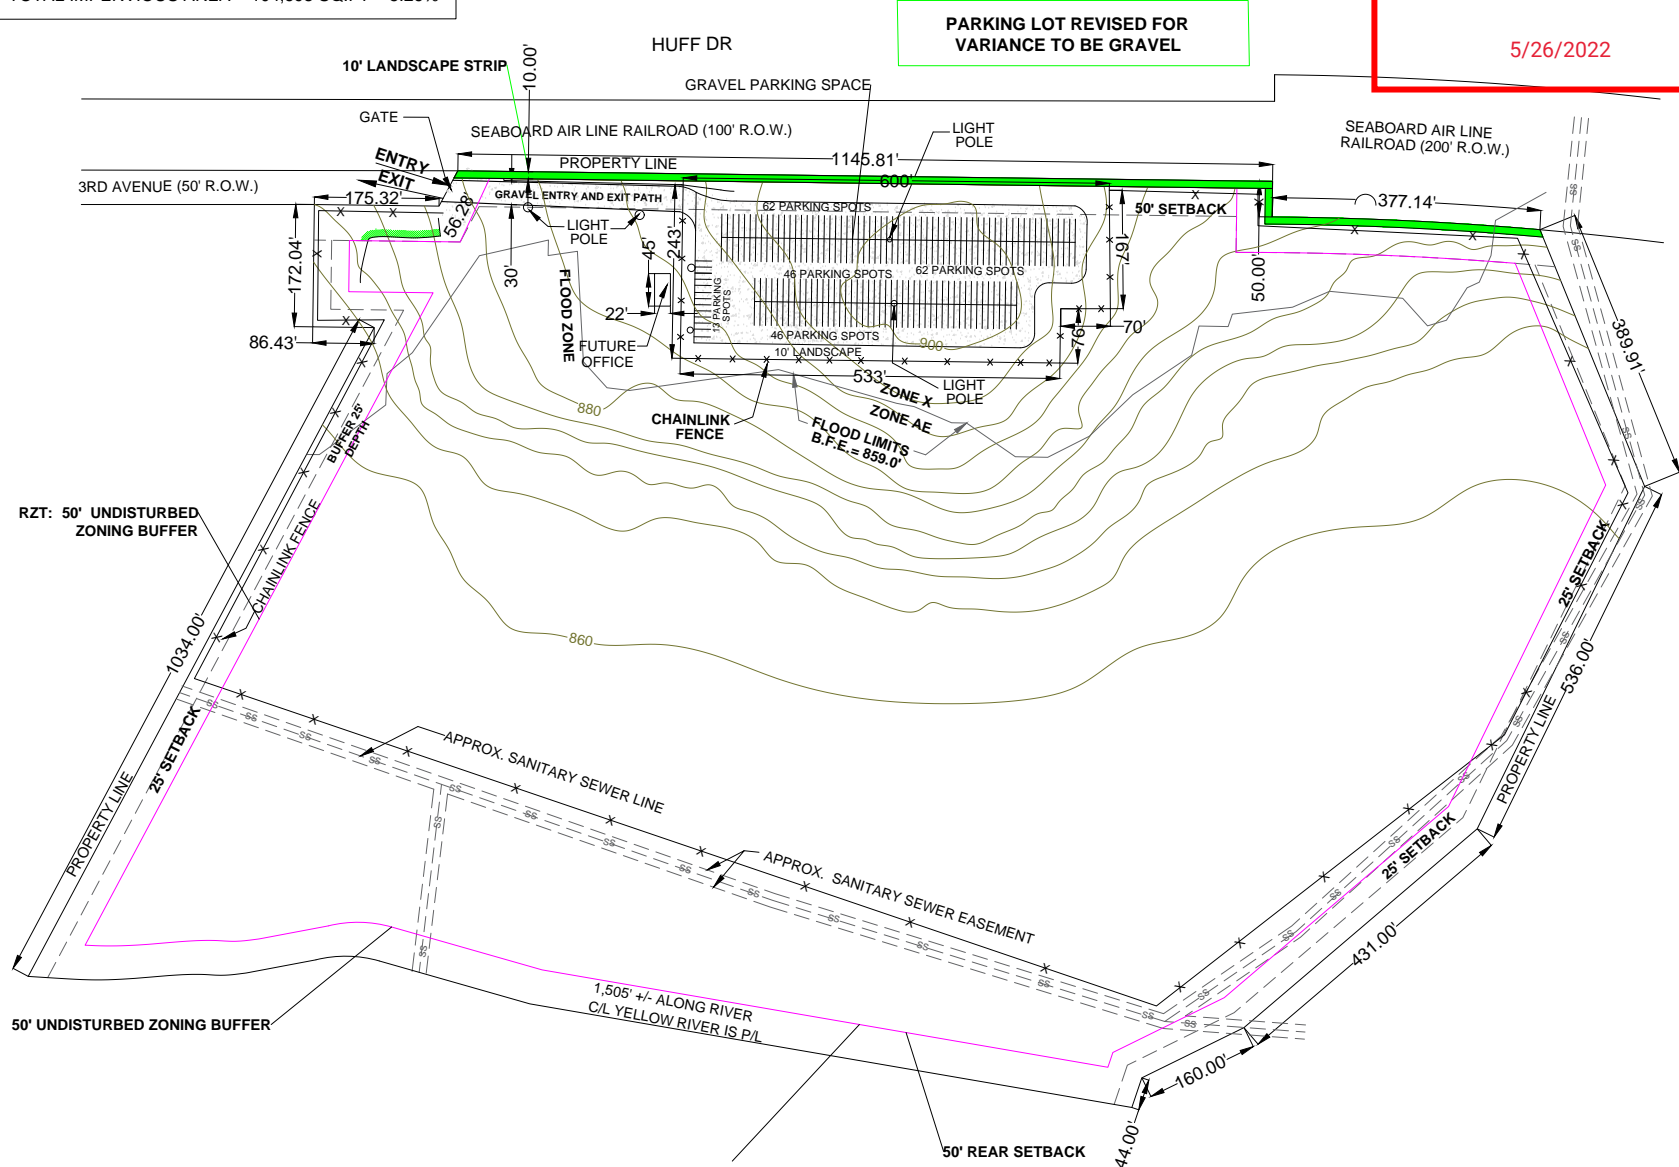 PARKING LOT REVISED FOR
VARIANCE TO BE GRAVEL
5/26/2022
HUFF DR
10' LANDSCAPE STRIP
10.00'
GRAVEL PARKING SPACE
GATE
SEABOARD AIR LINE RAILROAD (100' R.O.W.)
LIGHT
POLE
SEABOARD AIR LINE
RAILROAD (200' R.O.W.)
ENTRY
EXIT
PROPERTY LINE
1145.81'
600'
3RD AVENUE (50' R.O.W.)
175.32'
GRAVEL ENTRY AND EXIT PATH
62 PARKING SPOTS
50' SETBACK
377.14'
56.28'
LIGHT
POLE
45'
243'
167'
172.04'
30'
FLOOD ZONE
46 PARKING SPOTS
62 PARKING SPOTS
50.00'
13 PARKING
SPOTS
22'
86.43'
FUTURE
OFFICE
46 PARKING SPOTS
10' LANDSCAPE
900
76'
70'
389.91'
533'
LIGHT
POLE
ZONE X
ZONE AE
880
CHAINLINK
FENCE
FLOOD LIMITS
B.F.E.= 859.0'
BUFFER 25'
DEPTH
RZT: 50' UNDISTURBED
ZONING BUFFER
CHAINLINK FENCE
25' SETBACK
860
1034.00'
536.00'
PROPERTY LINE
25' SETBACK
PROPERTY LINE
APPROX. SANITARY SEWER LINE
SS
25' SETBACK
APPROX. SANITARY SEWER EASEMENT
431.00'
1,505' +/- ALONG RIVER
C/L YELLOW RIVER IS P/L
50' UNDISTURBED ZONING BUFFER
160.00'
44.00'
50' REAR SETBACK